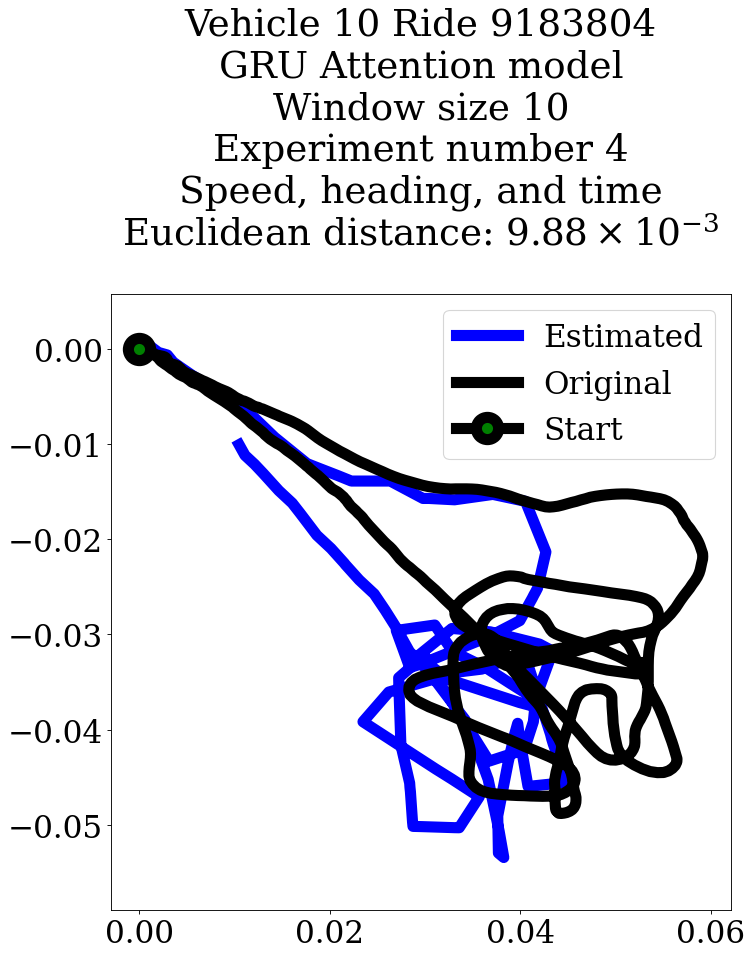 Vehicle 10 Ride 9183804
GRU Attention model
Window size 10
Experiment number 4
Speed, heading, and time
Euclidean distance: 9.88 × 10⁻³
Estimated
Original
Start
0.00
−0.01
−0.02
−0.03
−0.04
−0.05
0.00 0.02 0.04 0.06